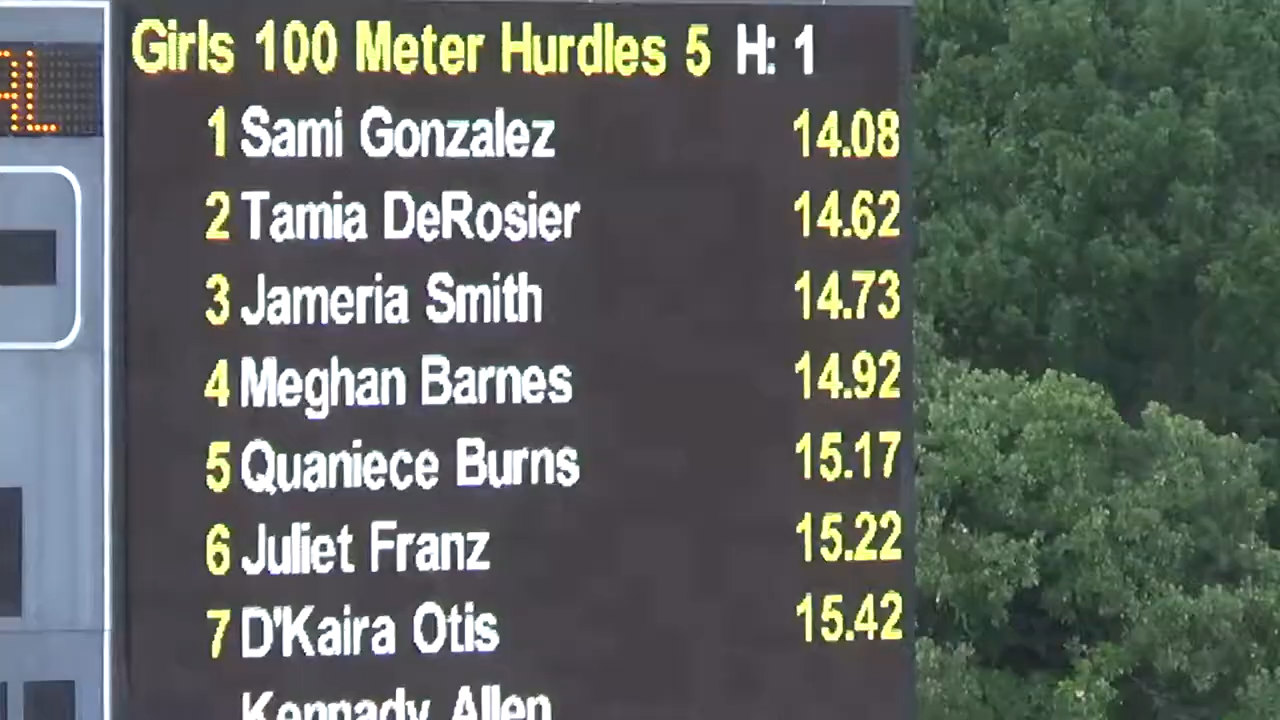 Girls 100 Meter Hurdles 5 H: 1
1 Sami Gonzalez 14.08
2 Tamia DeRosier 14.62
3 Jameria Smith 14.73
4 Meghan Barnes 14.92
5 Quaniece Burns 15.17
6 Juliet Franz 15.22
7 D'Kaira Otis 15.42
Kennady Allen